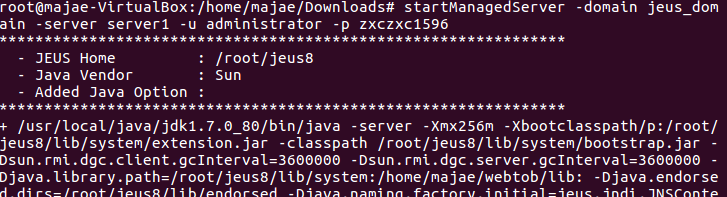 root@majae-VirtualBox:/home/majae/Downloads# startManagedServer -domain jeus_dom
ain -server server1 -u administrator -p zxczxc1596
****************************************************************
  - JEUS Home          : /root/jeus8
  - Java Vendor        : Sun
  - Added Java Option :
****************************************************************
+ /usr/local/java/jdk1.7.0_80/bin/java -server -Xmx256m -Xbootclasspath/p:/root/
jeus8/lib/system/extension.jar -classpath /root/jeus8/lib/system/bootstrap.jar -
Dsun.rmi.dgc.client.gcInterval=3600000 -Dsun.rmi.dgc.server.gcInterval=3600000 -
Djava.library.path=/root/jeus8/lib/system:/home/majae/webtob/lib: -Djava.endorse
d.dirs=/root/jeus8/lib/endorsed -Djava.naming.factory.initial=jeus.jndi.JNSConte